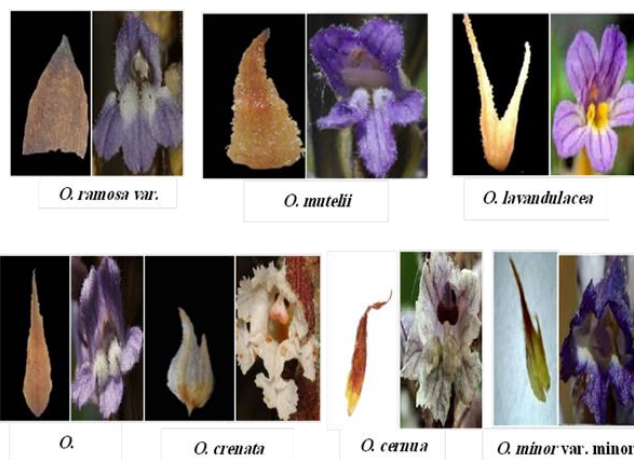 O. ramosa var.
O. mutelii
O. lavandulacea
O.
O. crenata
O. cernua
O. minor var. minor